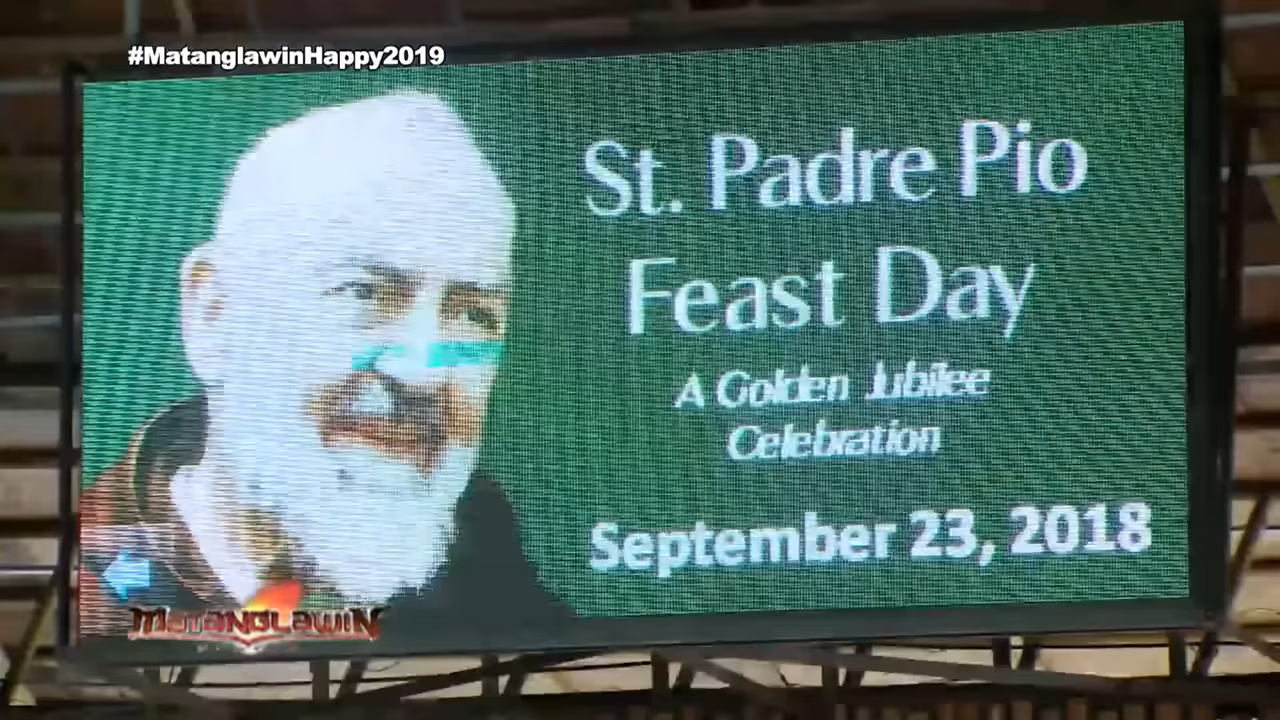 #MatanglawinHappy2019
St. Padre Pio
Feast Day
A Golden Jubilee
Celebration
September 23, 2018
MATANGLAWIN